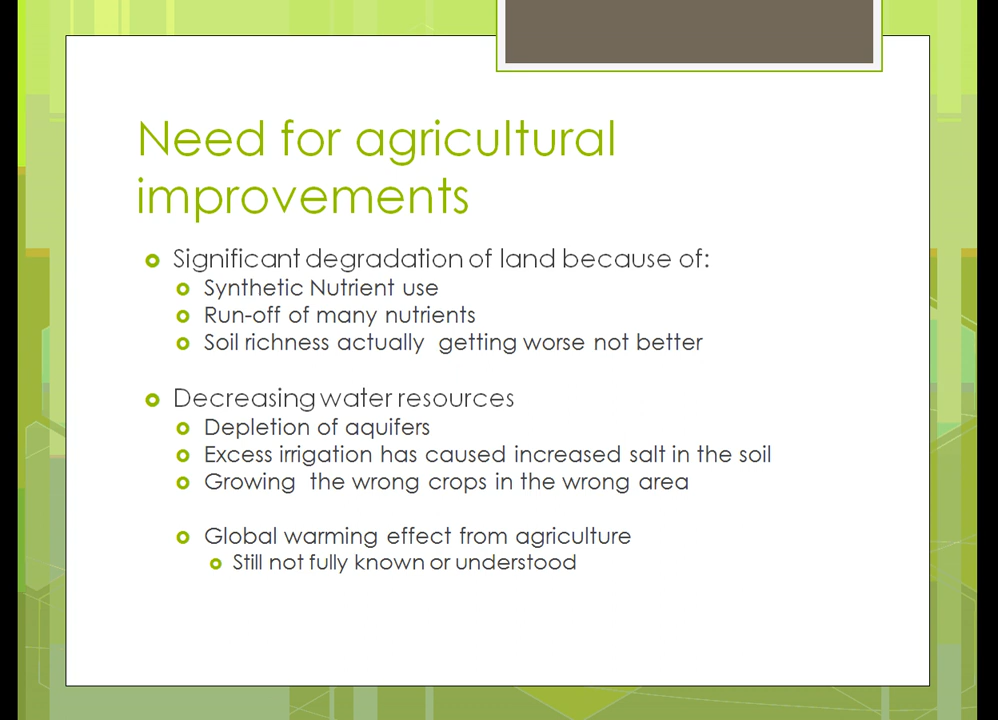 Need for agricultural
improvements
Significant degradation of land because of:
Synthetic Nutrient use
Run-off of many nutrients
Soil richness actually  getting worse not better
Decreasing water resources
Depletion of aquifers
Excess irrigation has caused increased salt in the soil
Growing  the wrong crops in the wrong area
Global warming effect from agriculture
Still not fully known or understood